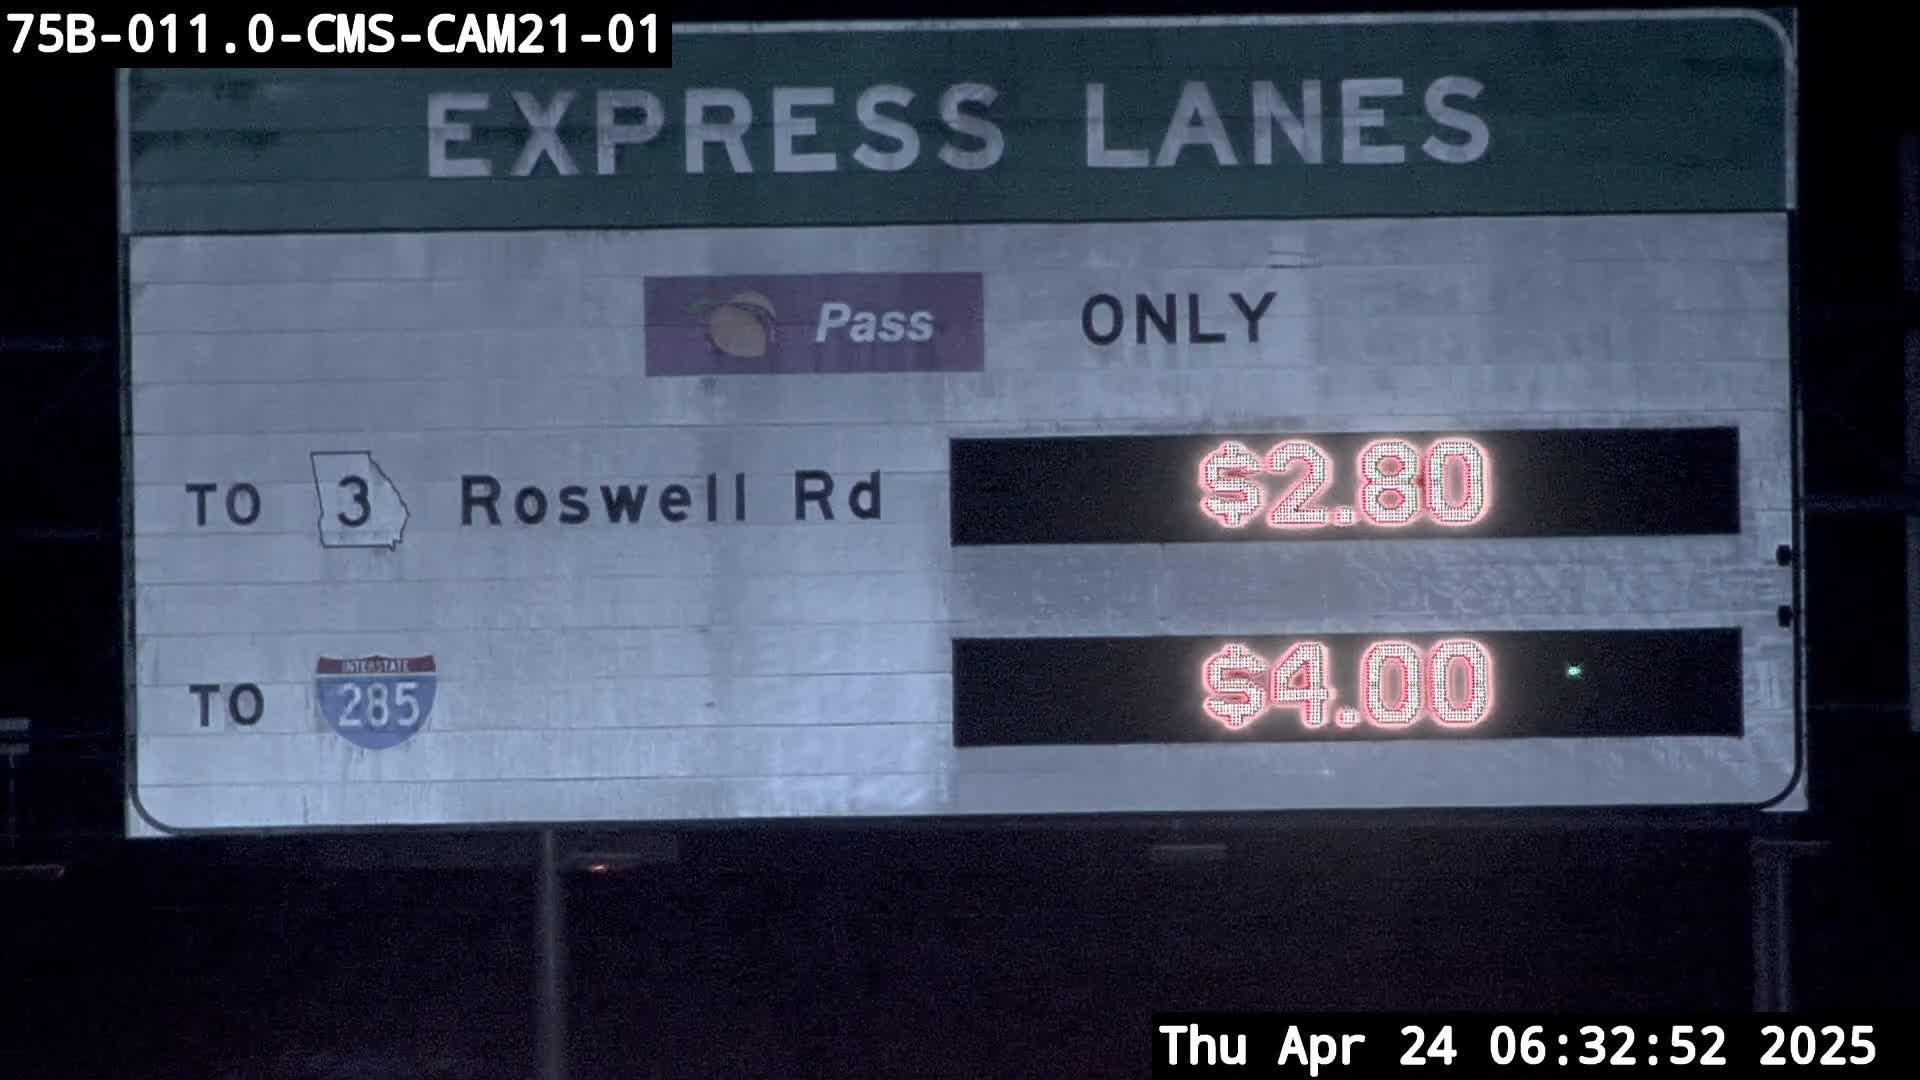 75B-011.0-CMS-CAM21-01
EXPRESS LANES
Pass ONLY
TO 3 Roswell Rd $2.80
INTERSTATE
TO 285 $4.00
Thu Apr 24 06:32:52 2025